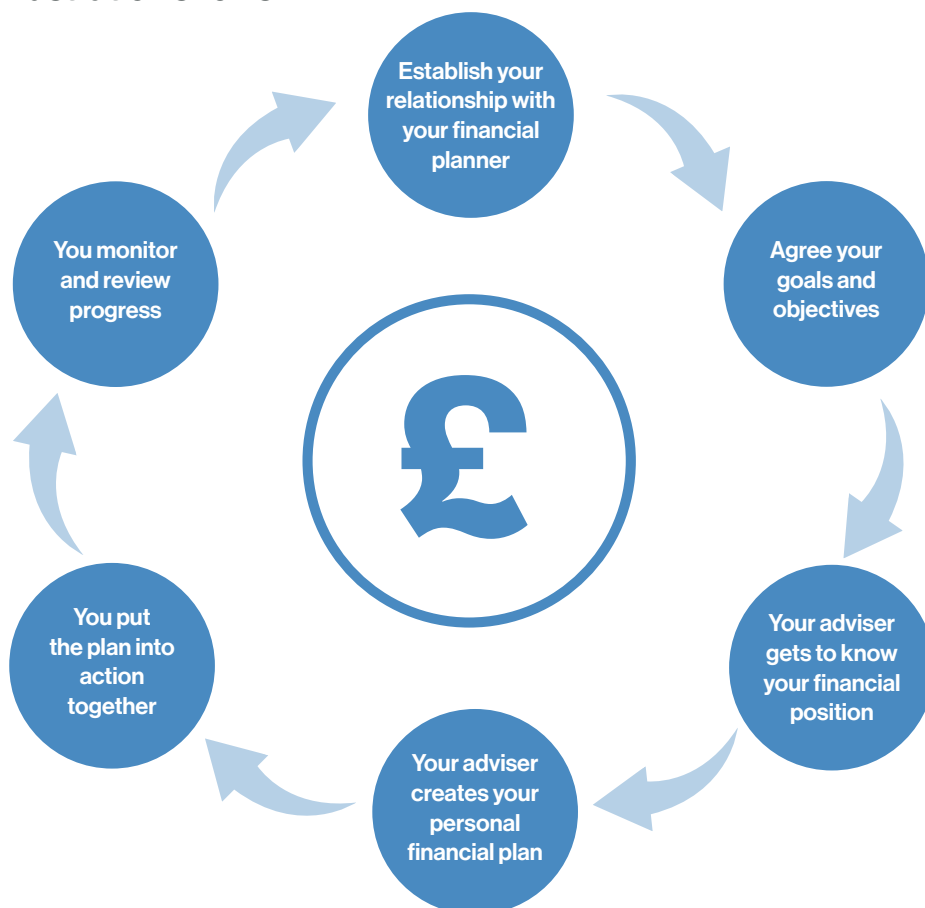 Establish your
relationship with
your financial
planner
Agree your
goals and
objectives
Your adviser
gets to know
your financial
position
Your adviser
creates your
personal
financial plan
You put
the plan into
action
together
You monitor
and review
progress
£